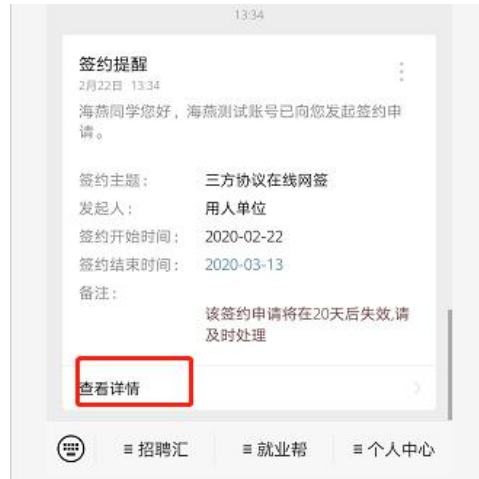 13:34
签约提醒
2月22日 13:34
海燕同学您好，海燕测试账号已向您发起签约申
请。
签约主题： 三方协议在线网签
发起人： 用人单位
签约开始时间： 2020-02-22
签约结束时间： 2020-03-13
备注：
该签约申请将在20天后失效,请
及时处理
查看详情
招聘汇 就业帮 个人中心